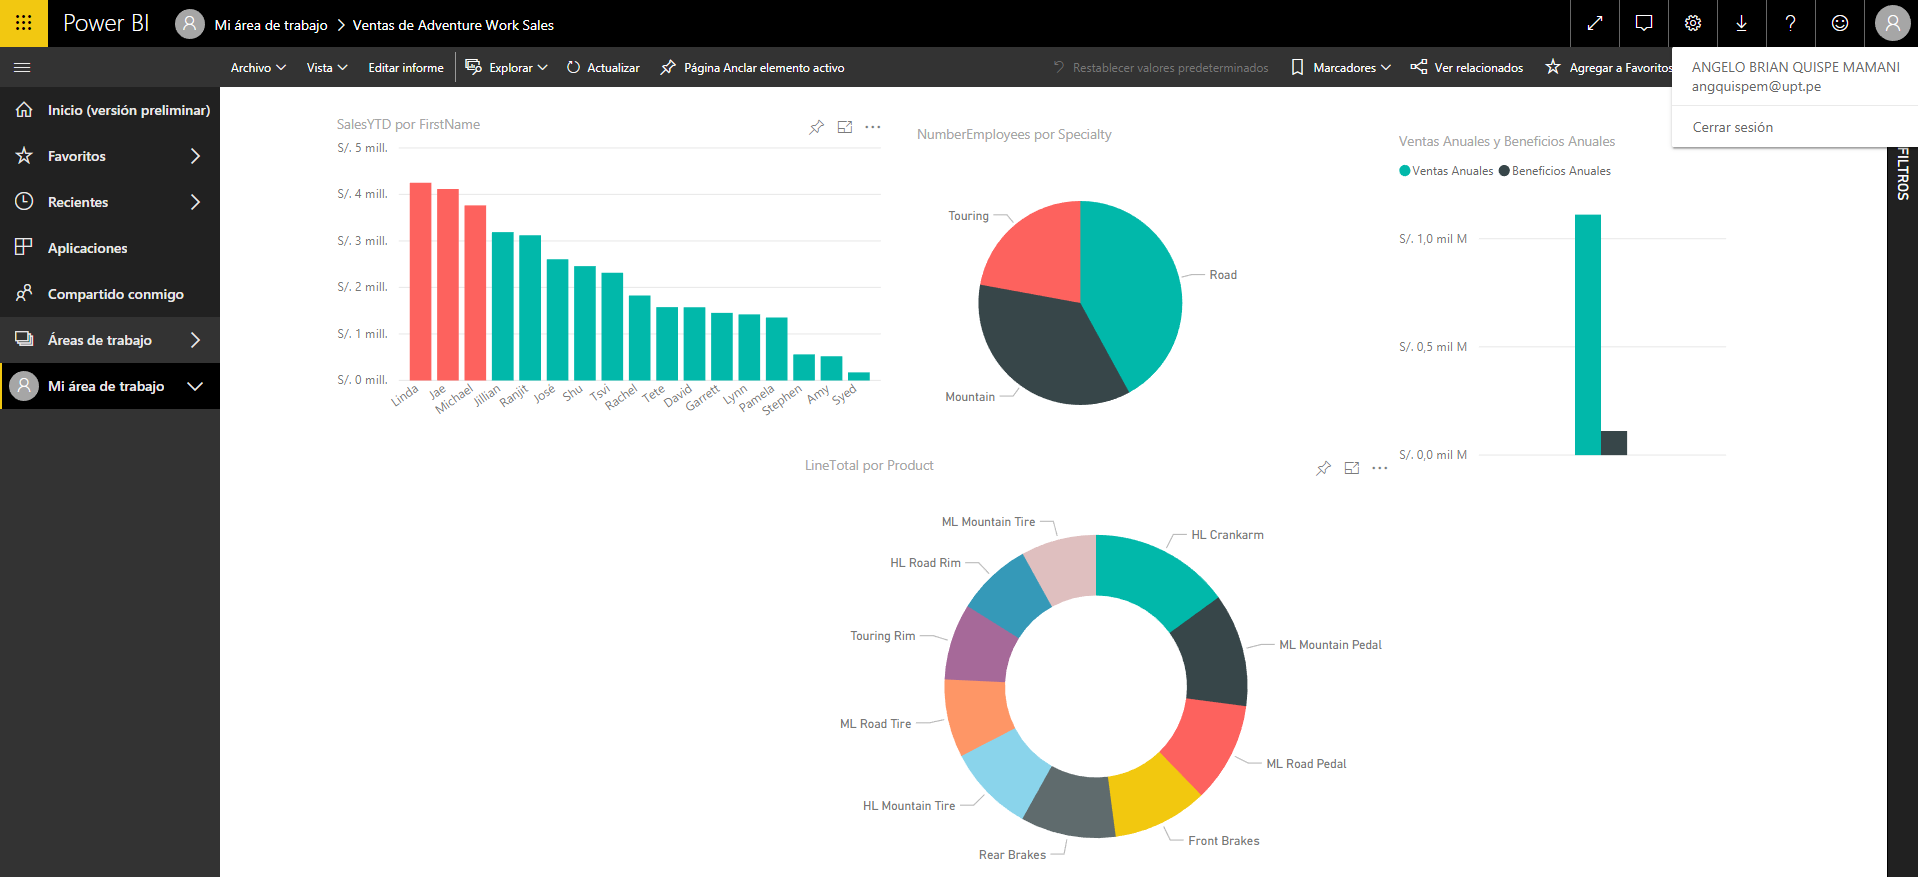 Power BI
Mi área de trabajo > Ventas de Adventure Work Sales
Archivo
Vista
Editar informe
Explorar
Actualizar
Página Anclar elemento activo
Restablecer valores predeterminados
Marcadores
Ver relacionados
Agregar a Favoritos
ANGELO BRIAN QUISPE MAMANI
angquispem@upt.pe
Cerrar sesión
Inicio (versión preliminar)
Favoritos
Recientes
Aplicaciones
Compartido conmigo
Áreas de trabajo
Mi área de trabajo
SalesYTD por FirstName
S/. 5 mill.
S/. 4 mill.
S/. 3 mill.
S/. 2 mill.
S/. 1 mill.
S/. 0 mill.
Linda
Jae
Michael
Jillian
Ranjit
José
Shu
Tsvi
Rachel
Tete
David
Garrett
Lynn
Pamela
Stephen
Amy
Syed
NumberEmployees por Specialty
Touring
Road
Mountain
Ventas Anuales y Beneficios Anuales
Ventas Anuales
Beneficios Anuales
S/. 1,0 mil M
S/. 0,5 mil M
S/. 0,0 mil M
FILTROS
LineTotal por Product
ML Mountain Tire
HL Crankarm
HL Road Rim
Touring Rim
ML Mountain Pedal
ML Road Tire
ML Road Pedal
HL Mountain Tire
Front Brakes
Rear Brakes